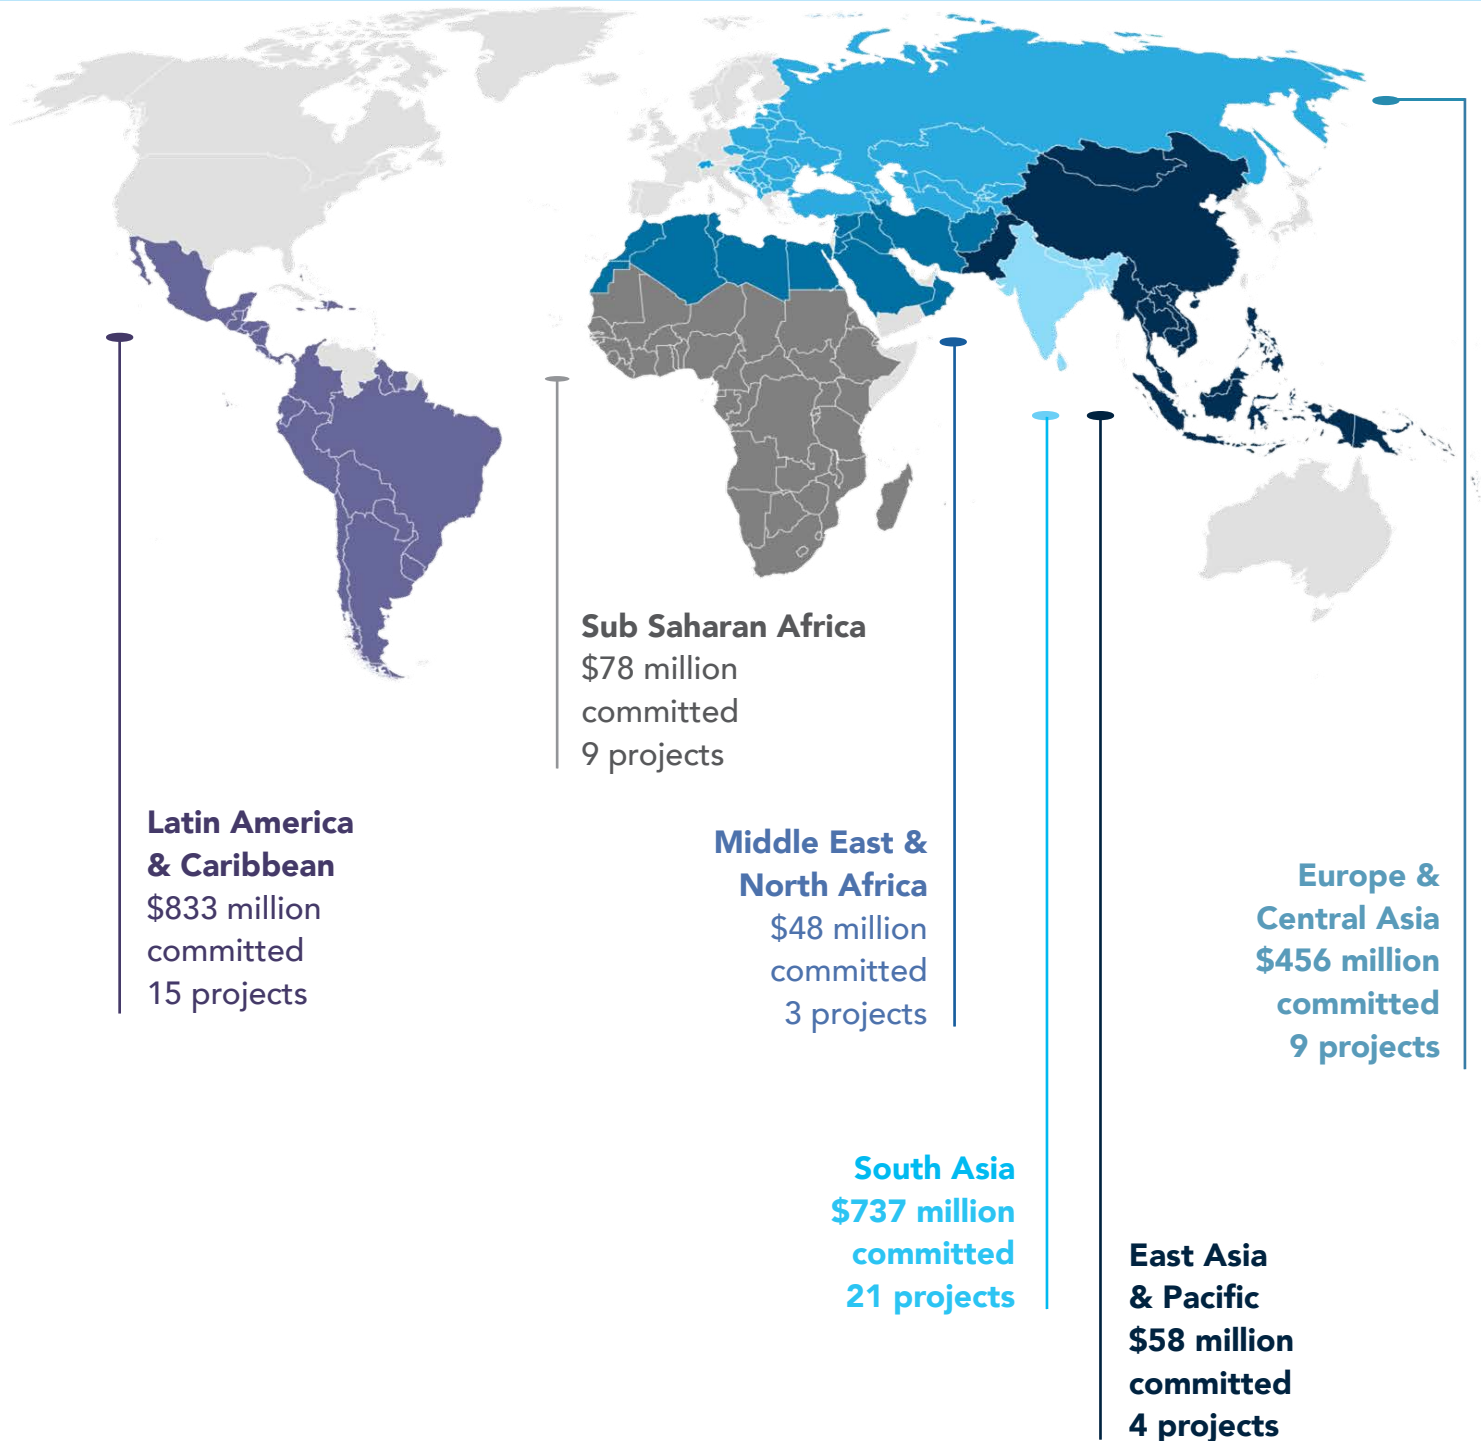 Sub Saharan Africa
$78 million
committed
9 projects
Latin America
& Caribbean
$833 million
committed
15 projects
Middle East &
North Africa
$48 million
committed
3 projects
Europe &
Central Asia
$456 million
committed
9 projects
South Asia
$737 million
committed
21 projects
East Asia
& Pacific
$58 million
committed
4 projects